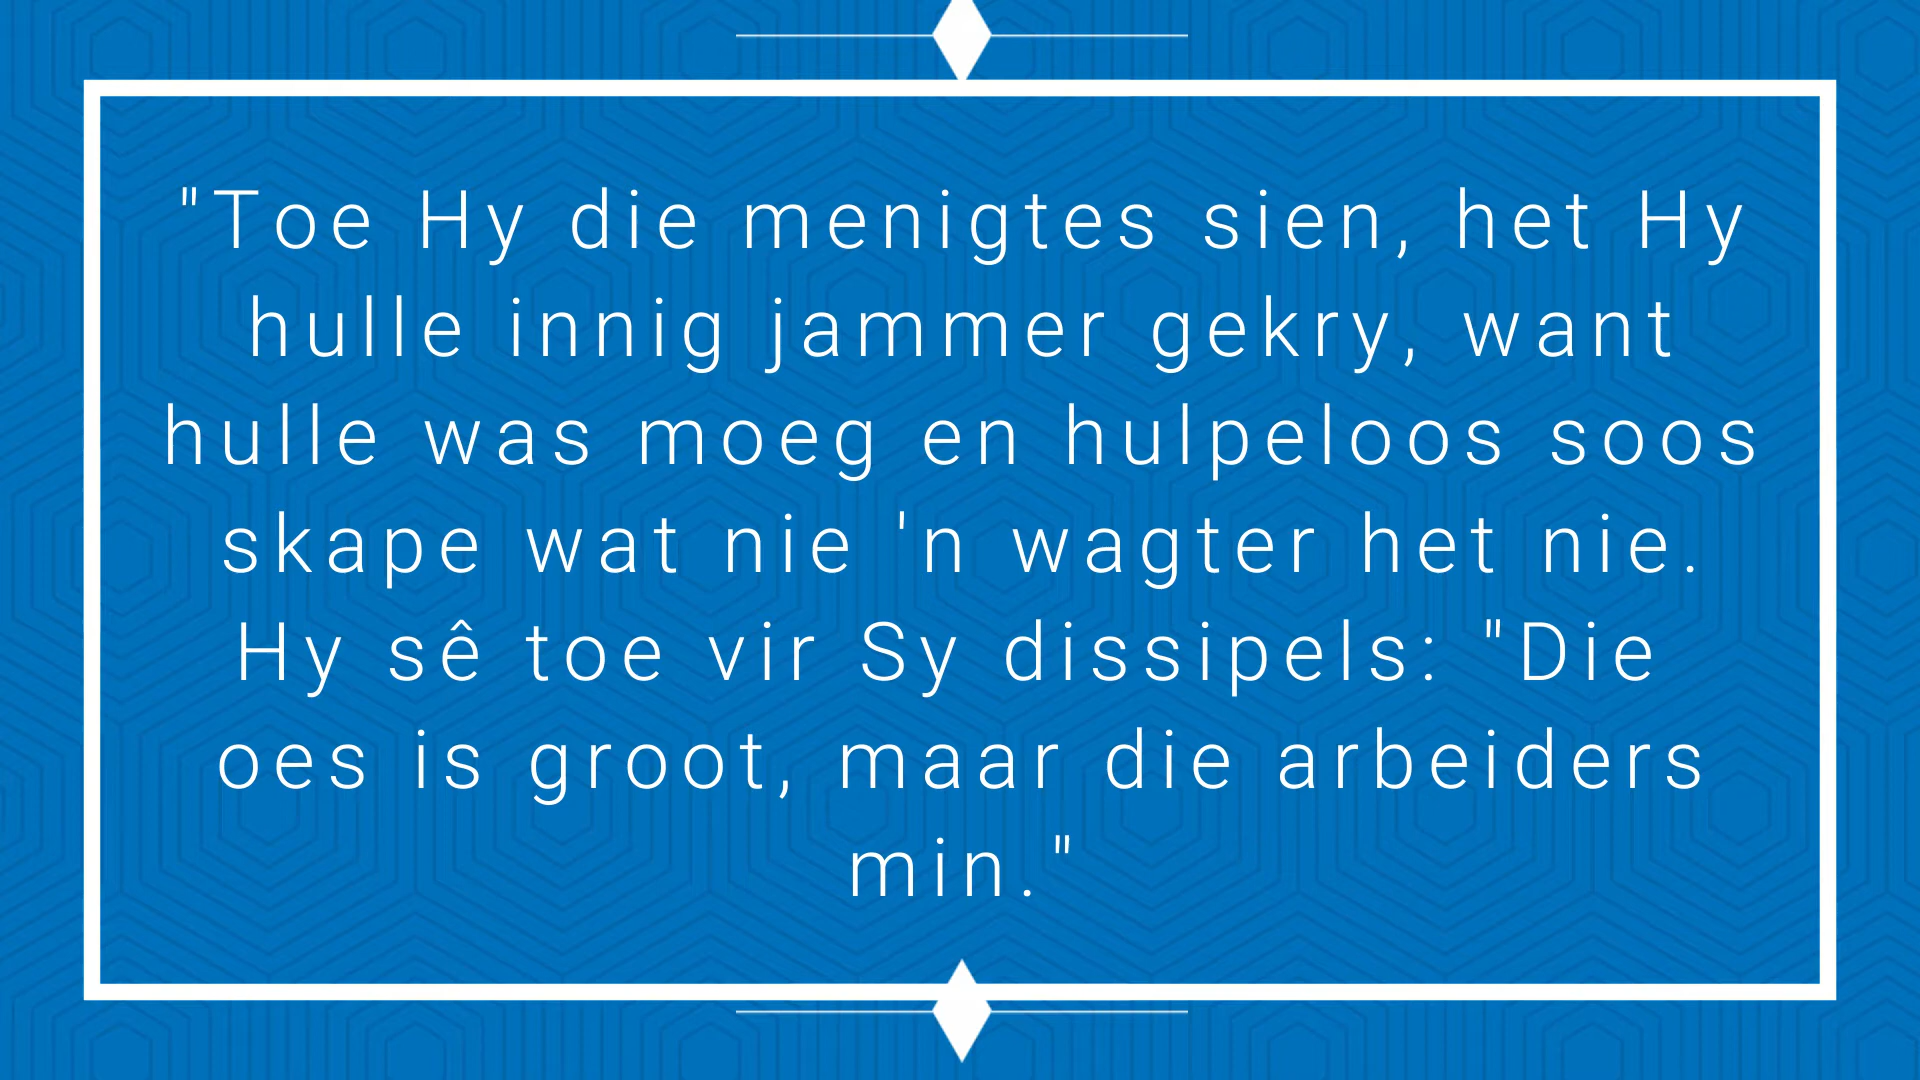 "Toe Hy die menigtes sien, het Hy
hulle innig jammer gekry, want
hulle was moeg en hulpeloos soos
skape wat nie 'n wagter het nie.
Hy sê toe vir Sy dissipels: "Die
oes is groot, maar die arbeiders
min."